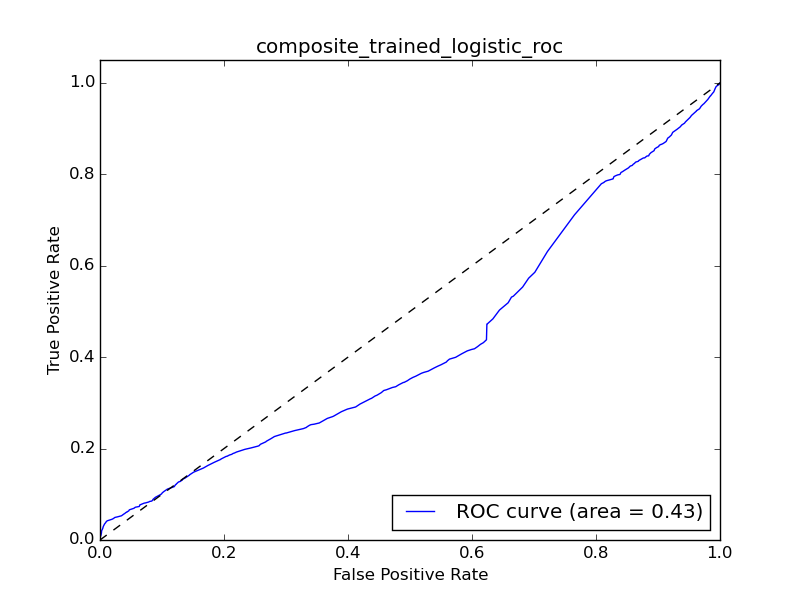 composite_trained_logistic_roc
True Positive Rate
1.0
0.8
0.6
0.4
0.2
0.0
0.0 0.2 0.4 0.6 0.8 1.0
False Positive Rate
ROC curve (area = 0.43)